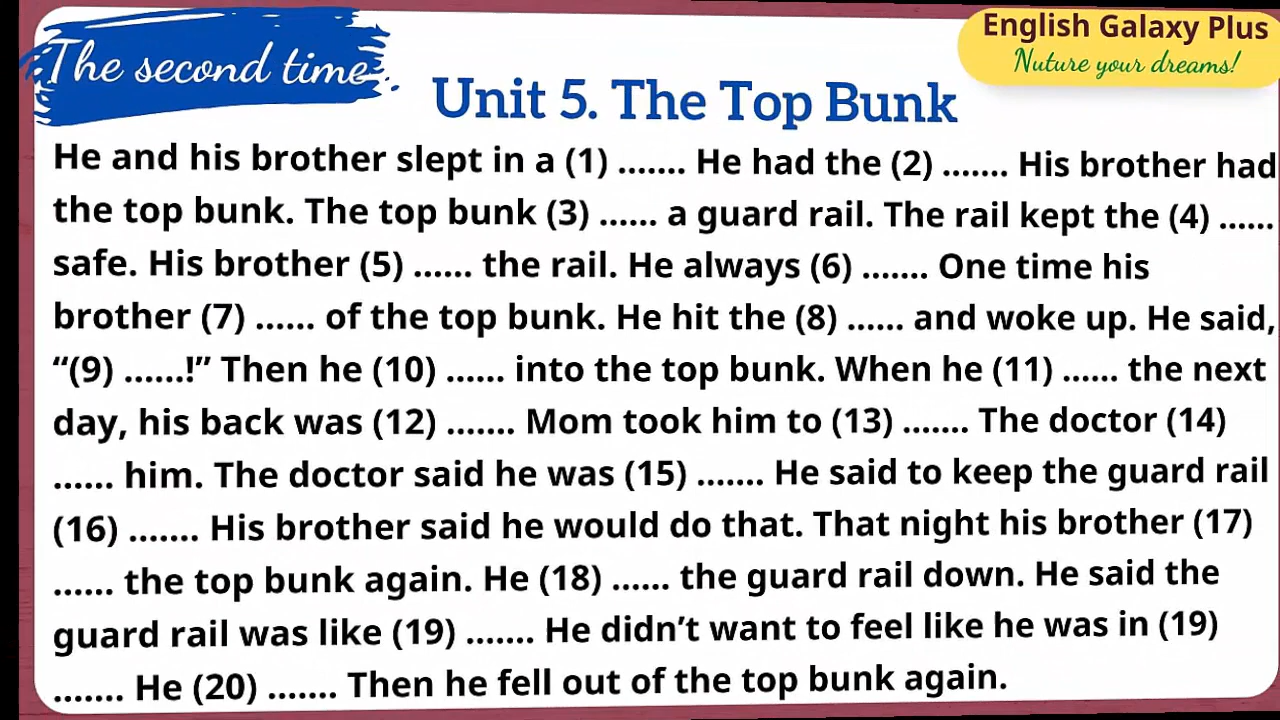 The second time
English Galaxy Plus
Nuture your dreams!
Unit 5. The Top Bunk
He and his brother slept in a (1) ....... He had the (2) ....... His brother had
the top bunk. The top bunk (3) ...... a guard rail. The rail kept the (4) ......
safe. His brother (5) ...... the rail. He always (6) ....... One time his
brother (7) ...... of the top bunk. He hit the (8) ...... and woke up. He said,
“(9) ......!” Then he (10) ...... into the top bunk. When he (11) ...... the next
day, his back was (12) ....... Mom took him to (13) ....... The doctor (14)
...... him. The doctor said he was (15) ....... He said to keep the guard rail
(16) ....... His brother said he would do that. That night his brother (17)
...... the top bunk again. He (18) ...... the guard rail down. He said the
guard rail was like (19) ....... He didn’t want to feel like he was in (19)
....... He (20) ....... Then he fell out of the top bunk again.